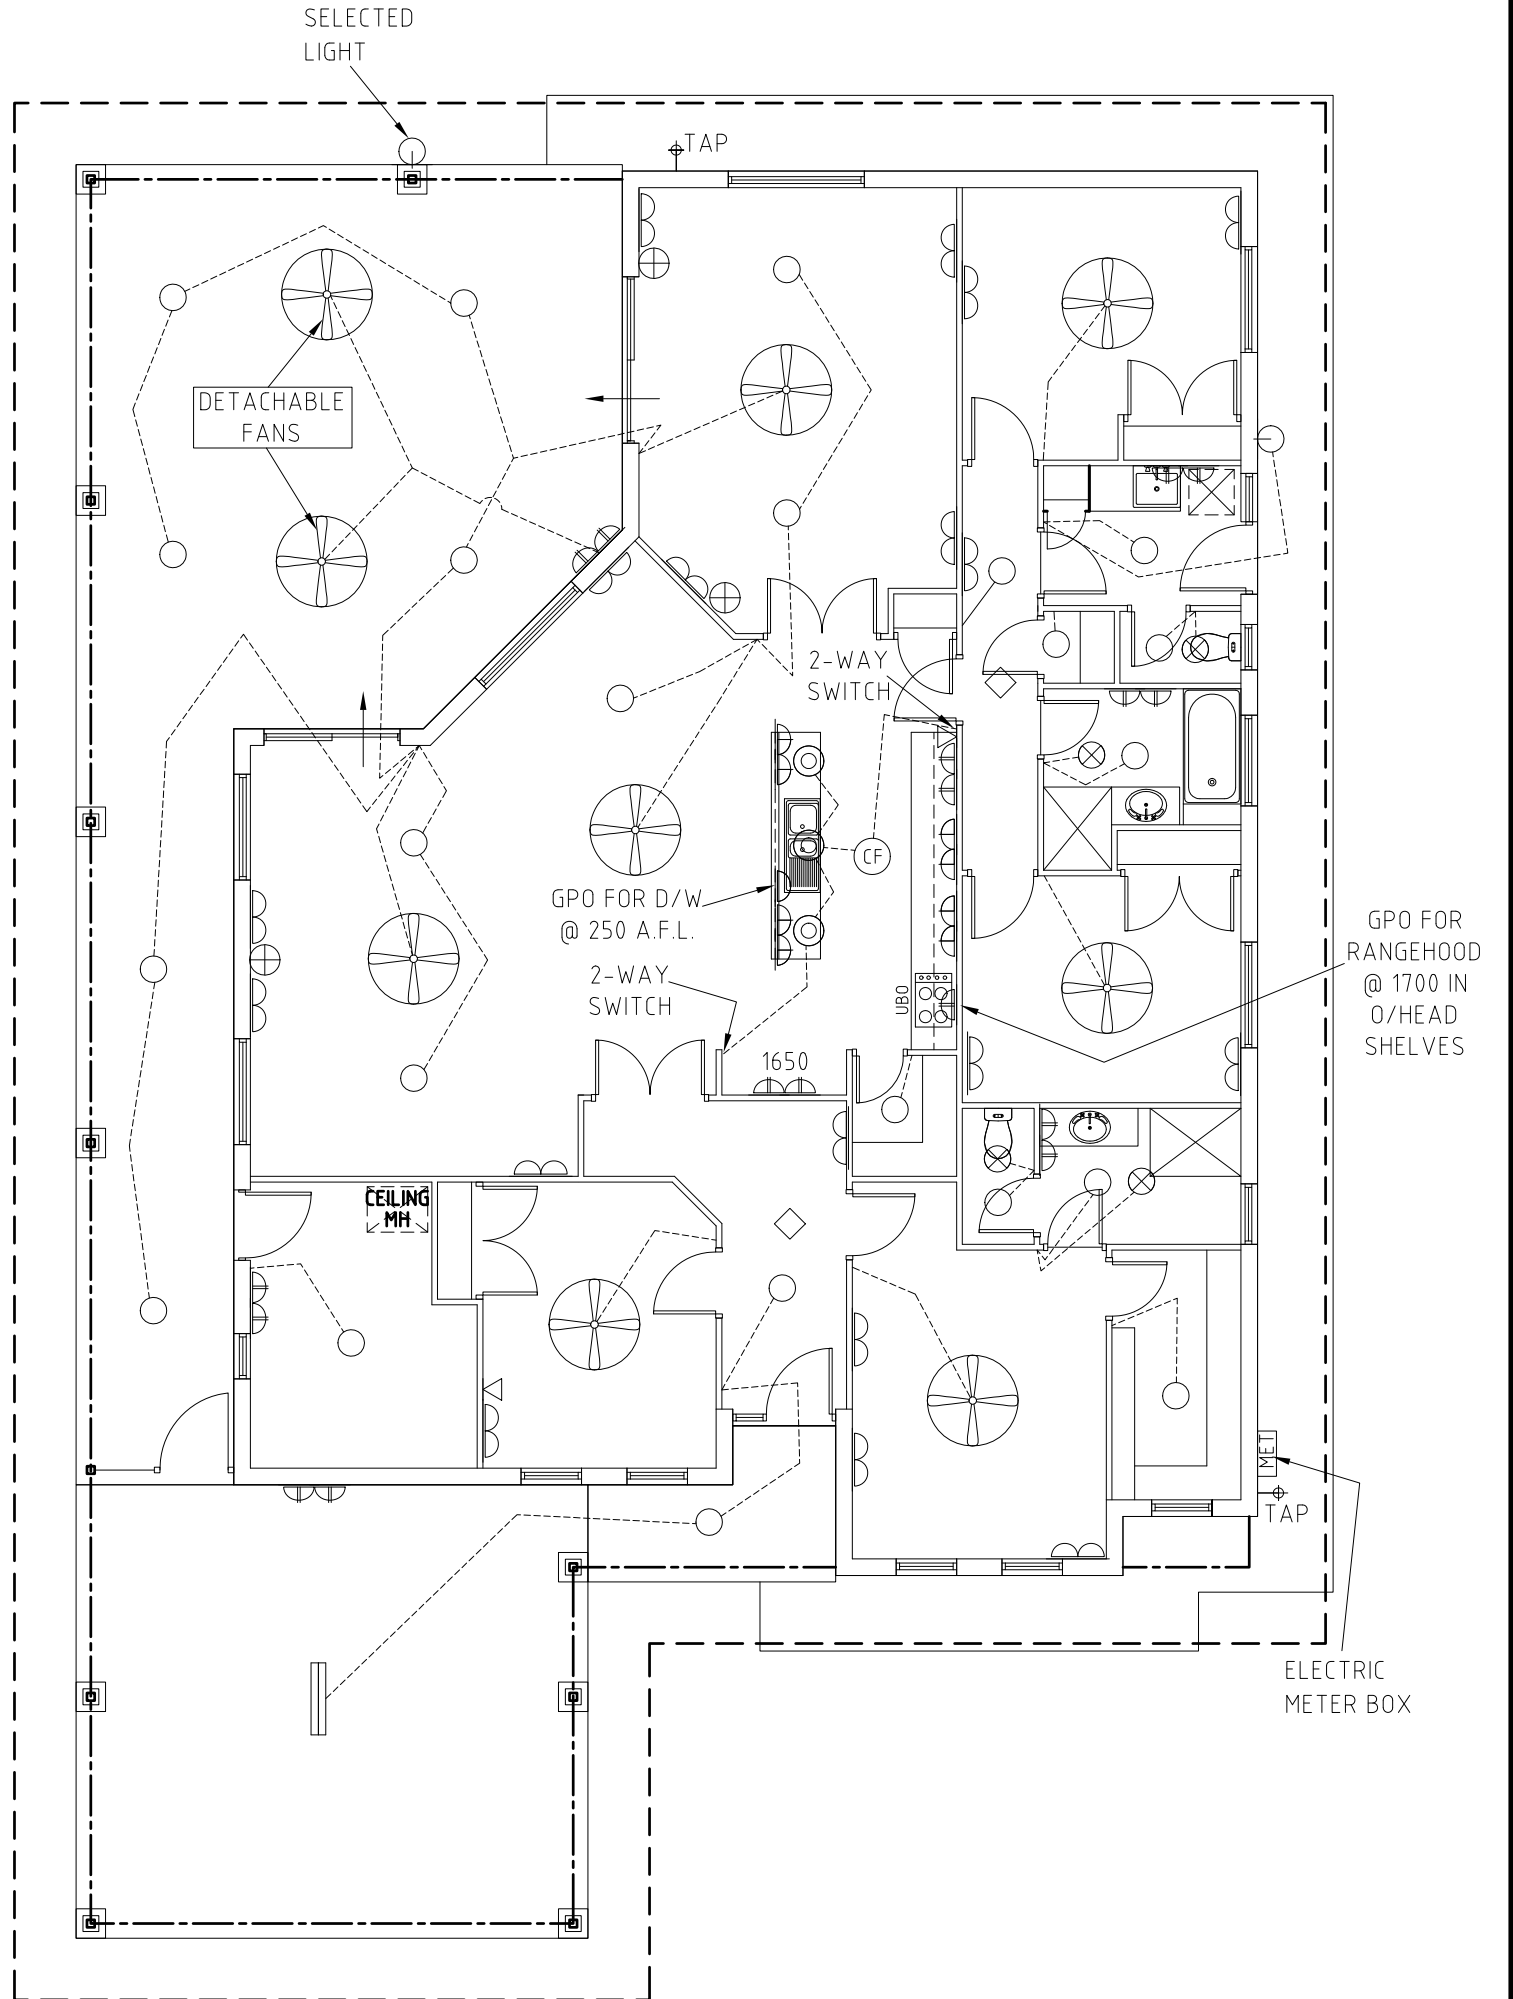 SELECTED
LIGHT
TAP
DETACHABLE
FANS
2-WAY
SWITCH
CF
GPO FOR D/W
@ 250 A.F.L.
2-WAY
SWITCH
UBO
GPO FOR
RANGEHOOD
@ 1700 IN
O/HEAD
SHELVES
1650
CEILING
MH
MET
TAP
ELECTRIC
METER BOX